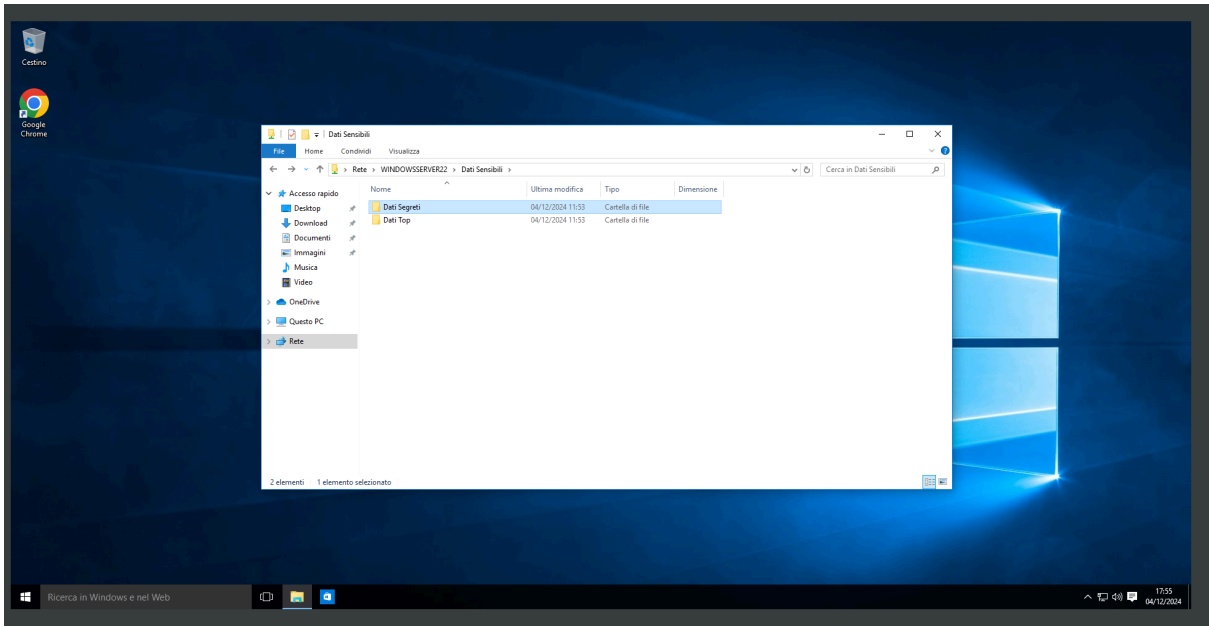 Cestino
Google
Chrome
Dati Sensibili
File Home Condividi Visualizza
Rete WINDOWSSERVER22 Dati Sensibili
Cerca in Dati Sensibili
Accesso rapido
Desktop
Download
Documenti
Immagini
Musica
Video
OneDrive
Questo PC
Rete
Nome Ultima modifica Tipo Dimensione
Dati Segreti 04/12/2024 11:53 Cartella di file
Dati Top 04/12/2024 11:53 Cartella di file
2 elementi 1 elemento selezionato
Ricerca in Windows e nel Web
17:55
04/12/2024